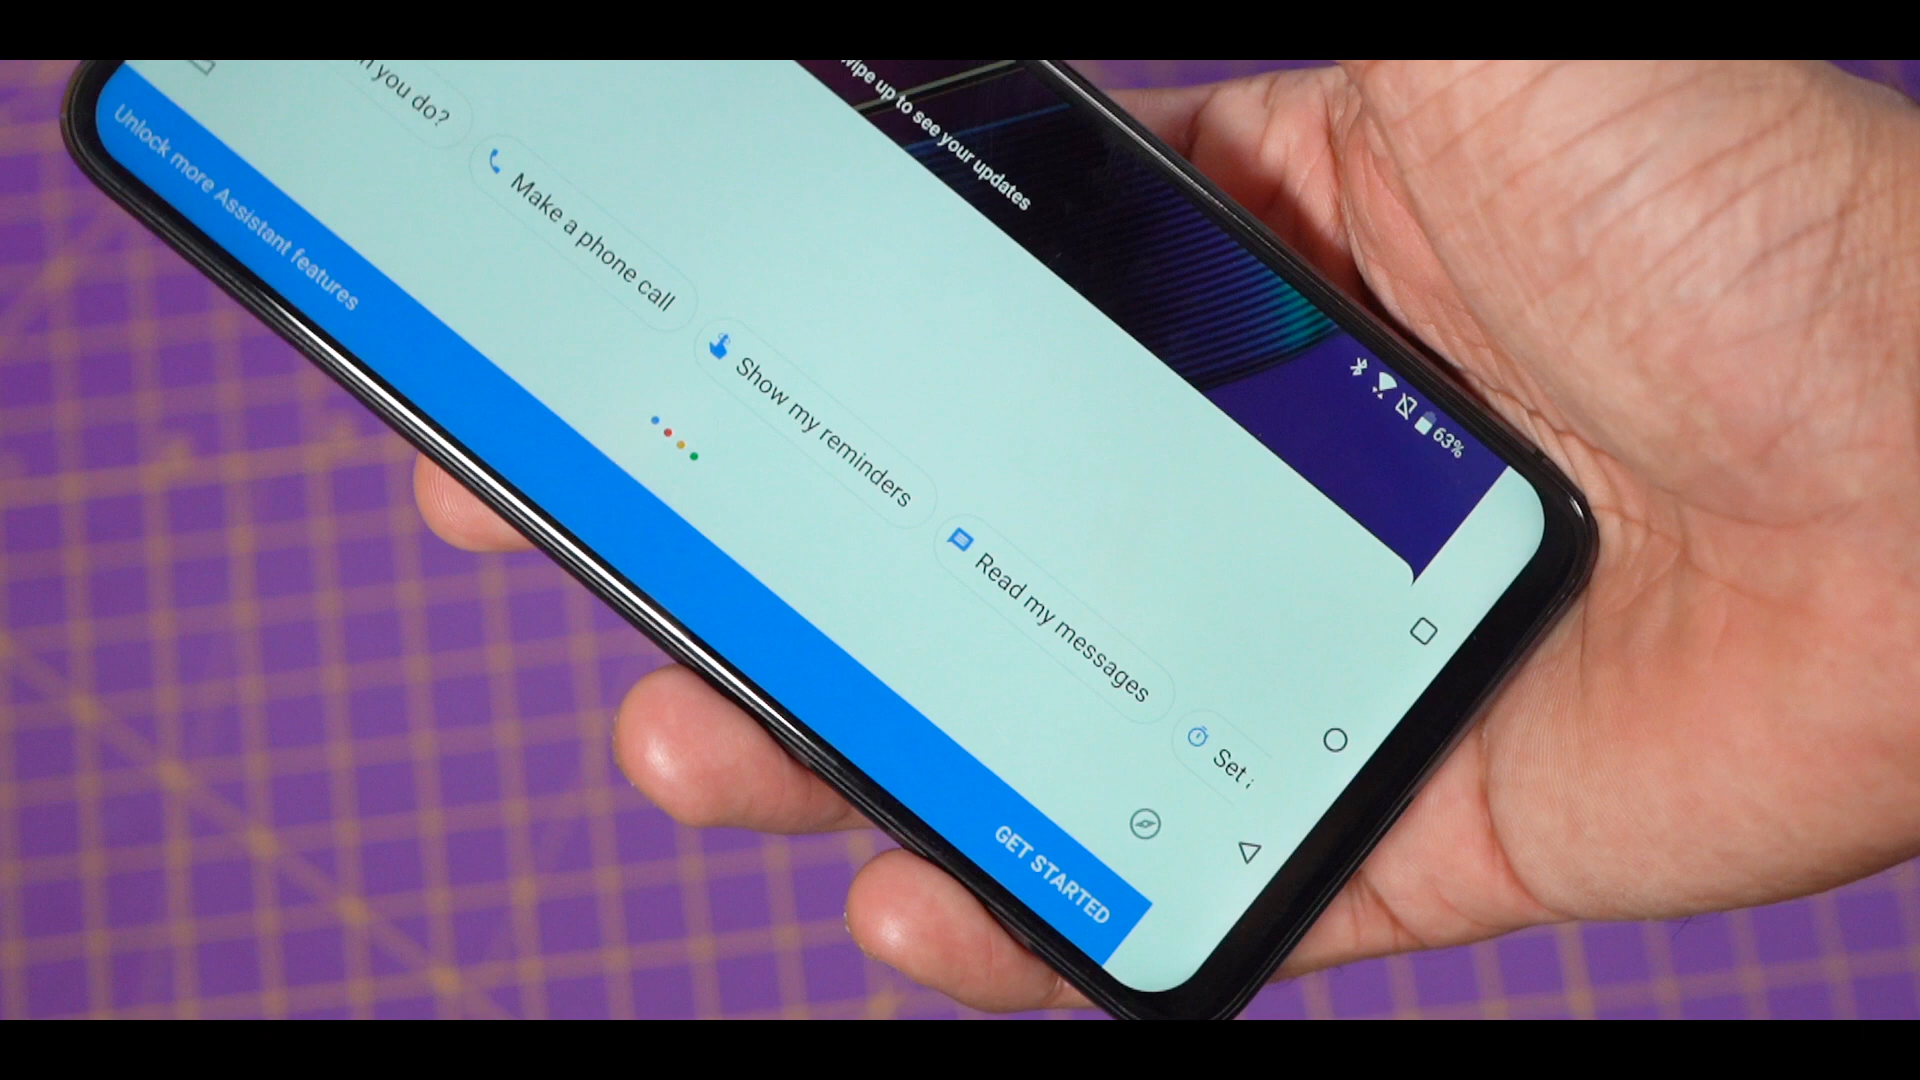 63%
wipe up to see your updates
n you do?
Make a phone call
Show my reminders
Read my messages
Set
Unlock more Assistant features
GET STARTED